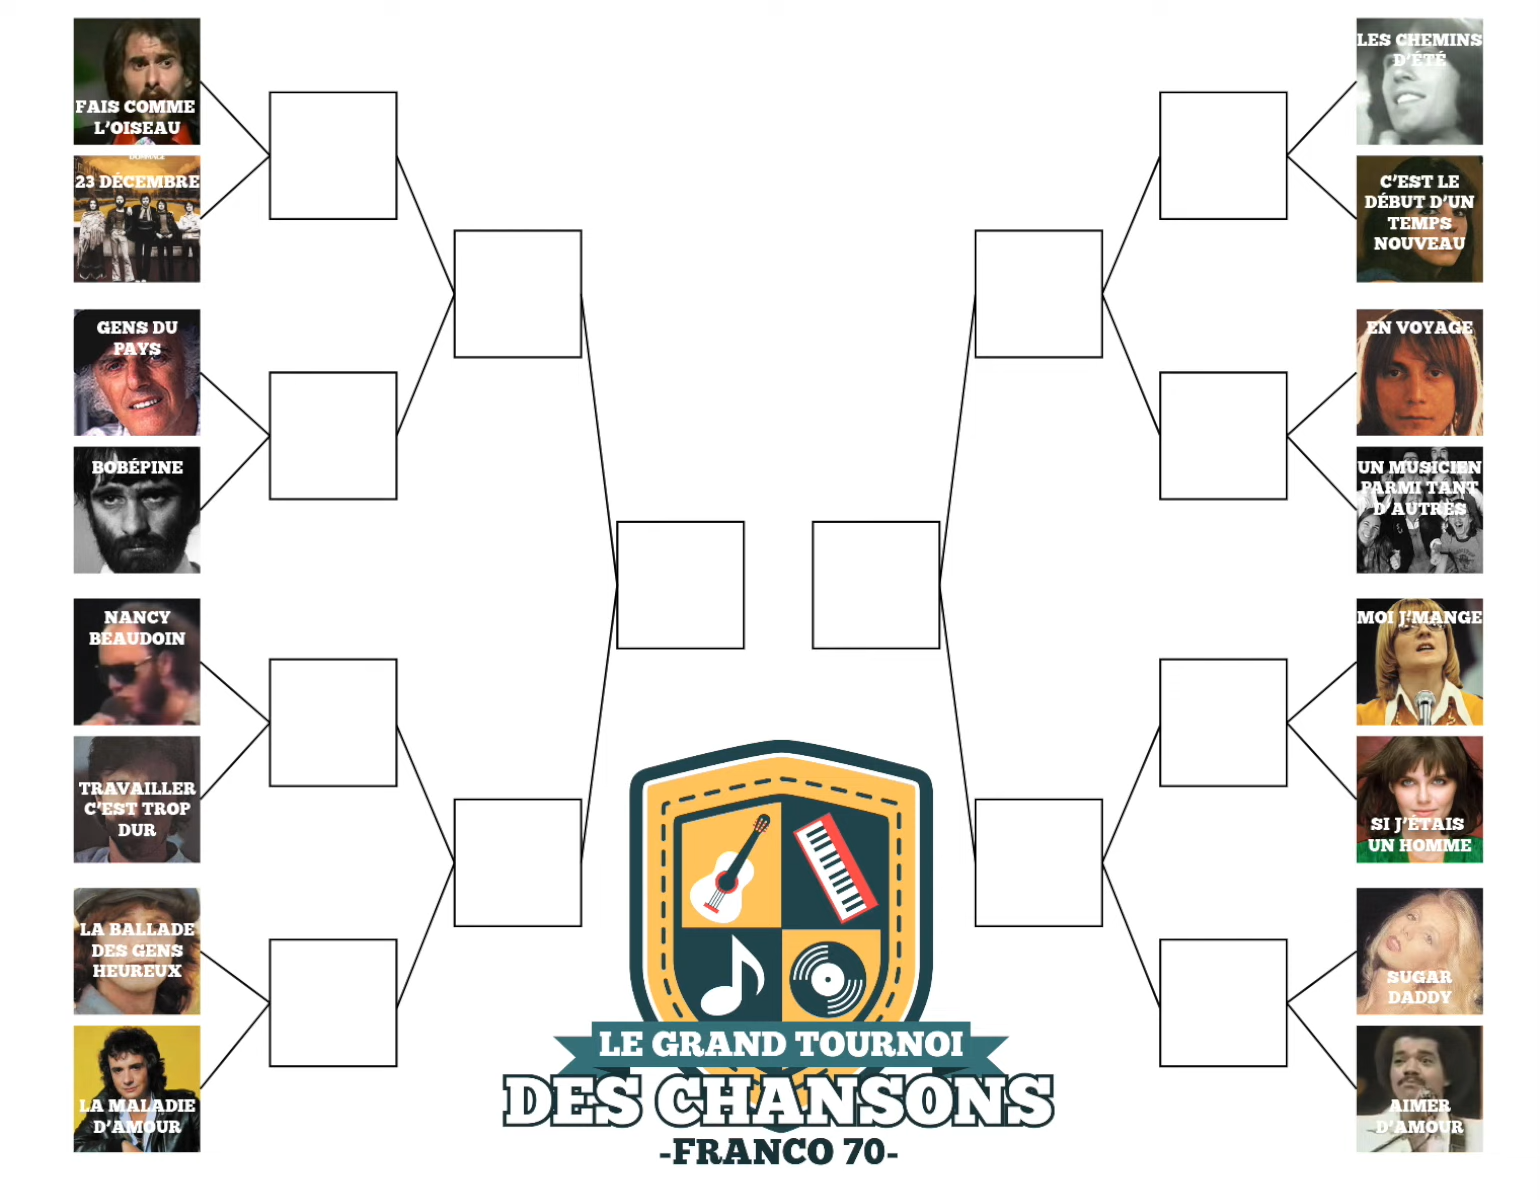 FAIS COMME
L'OISEAU
23 DÉCEMBRE
GENS DU
PAYS
BOBÉPINE
NANCY
BEAUDOIN
TRAVAILLER
C'EST TROP
DUR
LA BALLADE
DES GENS
HEUREUX
LA MALADIE
D'AMOUR
LES CHEMINS
D'ÉTÉ
C'EST LE
DÉBUT D'UN
TEMPS
NOUVEAU
EN VOYAGE
UN MUSICIEN
PARMI TANT
D'AUTRES
MOI J'MANGE
SI J'ÉTAIS
UN HOMME
SUGAR
DADDY
AIMER
D'AMOUR
LE GRAND TOURNOI
DES CHANSONS
-FRANCO 70-